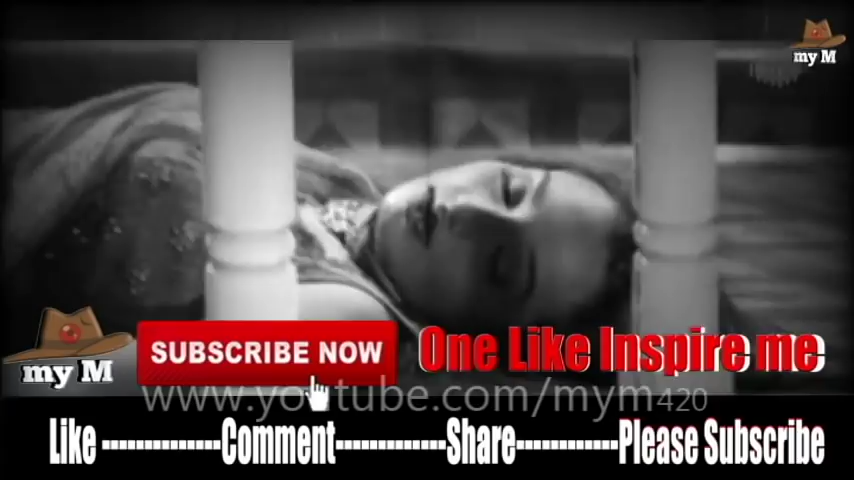 my M
my M
SUBSCRIBE NOW
One Like Inspire me
www.youtube.com/mym420
Like --------------Comment-------------Share------------Please Subscribe